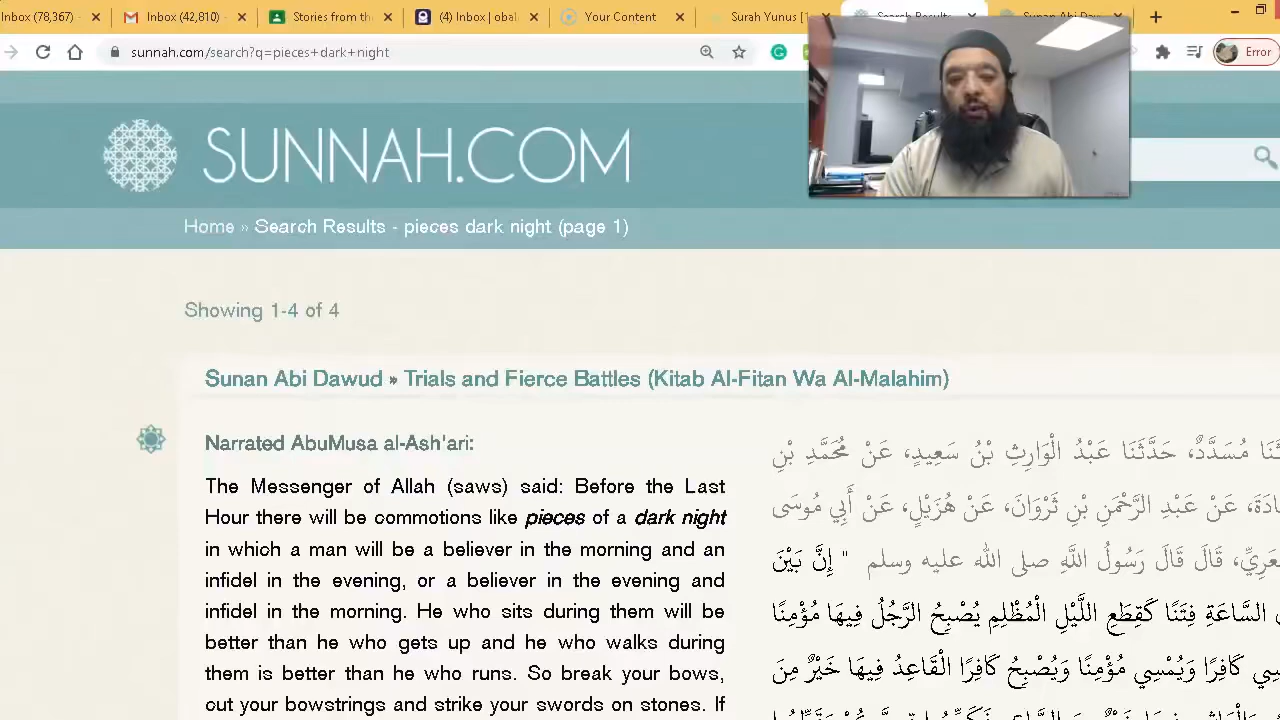 Inbox (78,367)
Inbox (42,810)
Stories from th
(4) Inbox | obal
Your Content
Surah Yunus [
Search Results
Sunan Abi Dawu
sunnah.com/search?q=pieces+dark+night
Error
SUNNAH.COM
Home » Search Results - pieces dark night (page 1)
Showing 1-4 of 4
Sunan Abi Dawud » Trials and Fierce Battles (Kitab Al-Fitan Wa Al-Malahim)
Narrated AbuMusa al-Ash'ari:
The Messenger of Allah (saws) said: Before the Last
Hour there will be commotions like pieces of a dark night
in which a man will be a believer in the morning and an
infidel in the evening, or a believer in the evening and
infidel in the morning. He who sits during them will be
better than he who gets up and he who walks during
them is better than he who runs. So break your bows,
cut your bowstrings and strike your swords on stones. If
مُسَدَّدٌ، حَدَّثَنَا عَبْدُ الْوَارِثِ بْنُ سَعِيدٍ، عَنْ مُحَمَّدِ بْنِ
عَنْ عَبْدِ الرَّحْمَنِ بْنِ ثَرْوَانَ، عَنْ هُزَيْلٍ، عَنْ أَبِي مُوسَى
قَالَ قَالَ رَسُولُ اللَّهِ صلى الله عليه وسلم " إِنَّ بَيْنَ
السَّاعَةِ فِتَنًا كَقِطَعِ اللَّيْلِ الْمُظْلِمِ يُصْبِحُ الرَّجُلُ فِيهَا مُؤْمِنًا
كَافِرًا وَيُمْسِي مُؤْمِنًا وَيُصْبِحُ كَافِرًا الْقَاعِدُ فِيهَا خَيْرٌ مِنَ